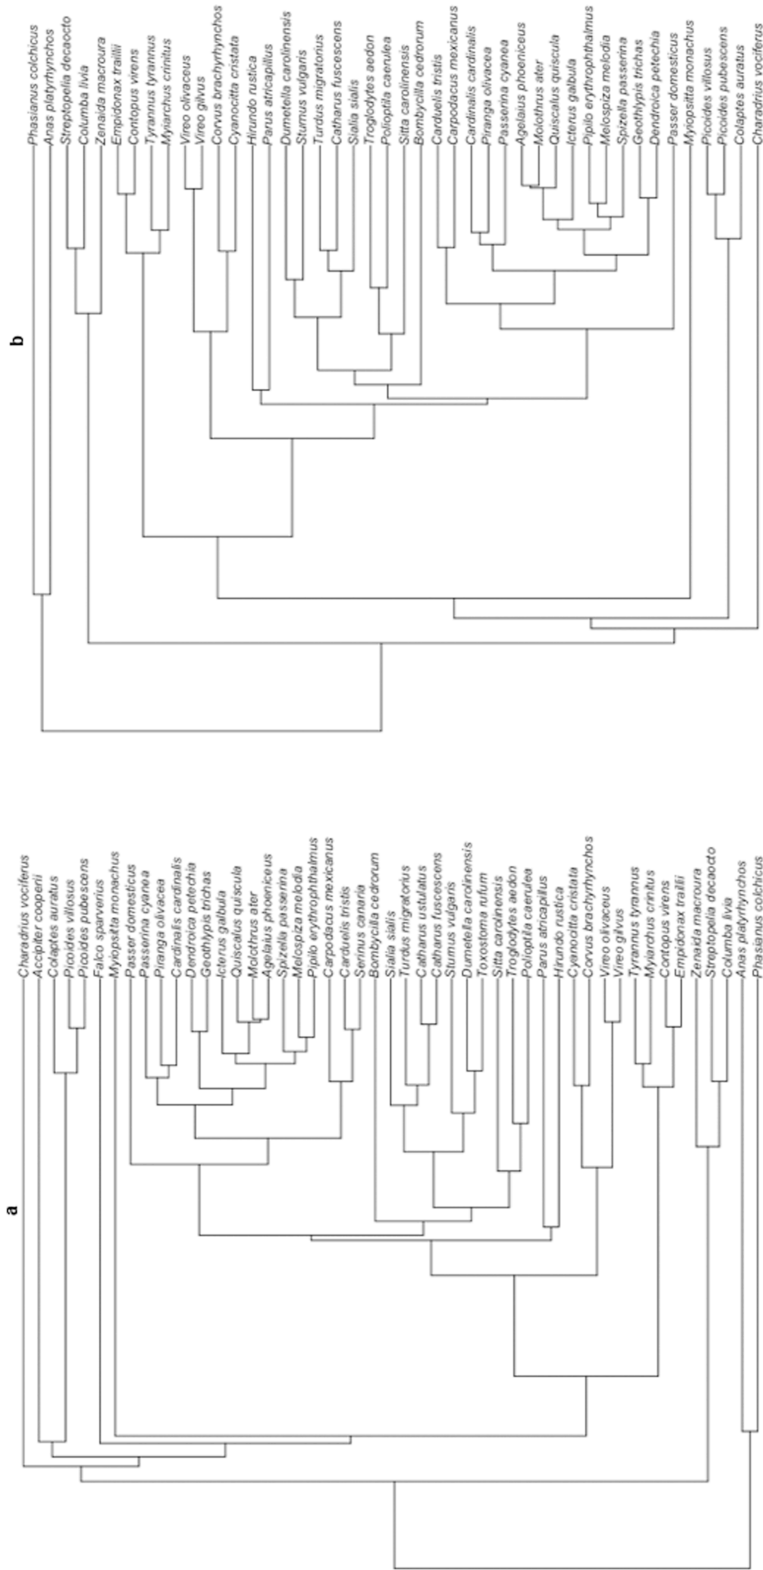 b
Phasianus colchicus
Anas platyrhynchos
Streptopelia decaocto
Columba livia
Zenaida macroura
Empidonax traillii
Contopus virens
Tyrannus tyrannus
Myiarchus crinitus
Vireo olivaceus
Vireo gilvus
Corvus brachyrhynchos
Cyanocitta cristata
Hirundo rustica
Parus atricapillus
Dumetella carolinensis
Sturnus vulgaris
Turdus migratorius
Catharus fuscescens
Sialia sialis
Troglodytes aedon
Polioptila caerulea
Sitta carolinensis
Bombycilla cedrorum
Carduelis tristis
Carpodacus mexicanus
Cardinalis cardinalis
Piranga olivacea
Passerina cyanea
Agelaius phoeniceus
Molothrus ater
Quiscalus quiscula
Icterus galbula
Pipilo erythrophthalmus
Melospiza melodia
Spizella passerina
Geothlypis trichas
Dendroica petechia
Passer domesticus
Myiopsitta monachus
Picoides villosus
Picoides pubescens
Colaptes auratus
Charadrius vociferus
a
Charadrius vociferus
Accipiter cooperii
Colaptes auratus
Picoides villosus
Picoides pubescens
Falco sparverius
Myiopsitta monachus
Passer domesticus
Passerina cyanea
Piranga olivacea
Cardinalis cardinalis
Dendroica petechia
Geothlypis trichas
Icterus galbula
Quiscalus quiscula
Molothrus ater
Agelaius phoeniceus
Spizella passerina
Melospiza melodia
Pipilo erythrophthalmus
Carpodacus mexicanus
Carduelis tristis
Serinus canaria
Bombycilla cedrorum
Sialia sialis
Turdus migratorius
Catharus ustulatus
Catharus fuscescens
Sturnus vulgaris
Dumetella carolinensis
Toxostoma rufum
Sitta carolinensis
Troglodytes aedon
Polioptila caerulea
Parus atricapillus
Hirundo rustica
Cyanocitta cristata
Corvus brachyrhynchos
Vireo olivaceus
Vireo gilvus
Tyrannus tyrannus
Myiarchus crinitus
Contopus virens
Empidonax traillii
Zenaida macroura
Streptopelia decaocto
Columba livia
Anas platyrhynchos
Phasianus colchicus